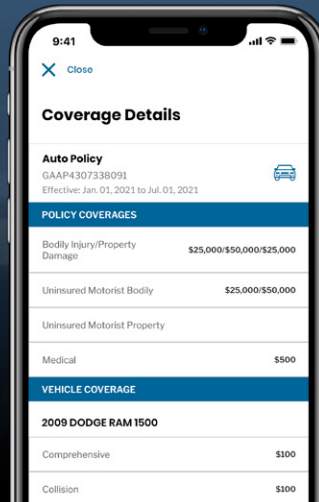 9:41
Close
Coverage Details
Auto Policy
GAAP4307338091
Effective: Jan. 01, 2021 to Jul. 01, 2021
POLICY COVERAGES
Bodily Injury/Property
Damage
$25,000/$50,000/$25,000
Uninsured Motorist Bodily
$25,000/$50,000
Uninsured Motorist Property
Medical
$500
VEHICLE COVERAGE
2009 DODGE RAM 1500
Comprehensive
$100
Collision
$100